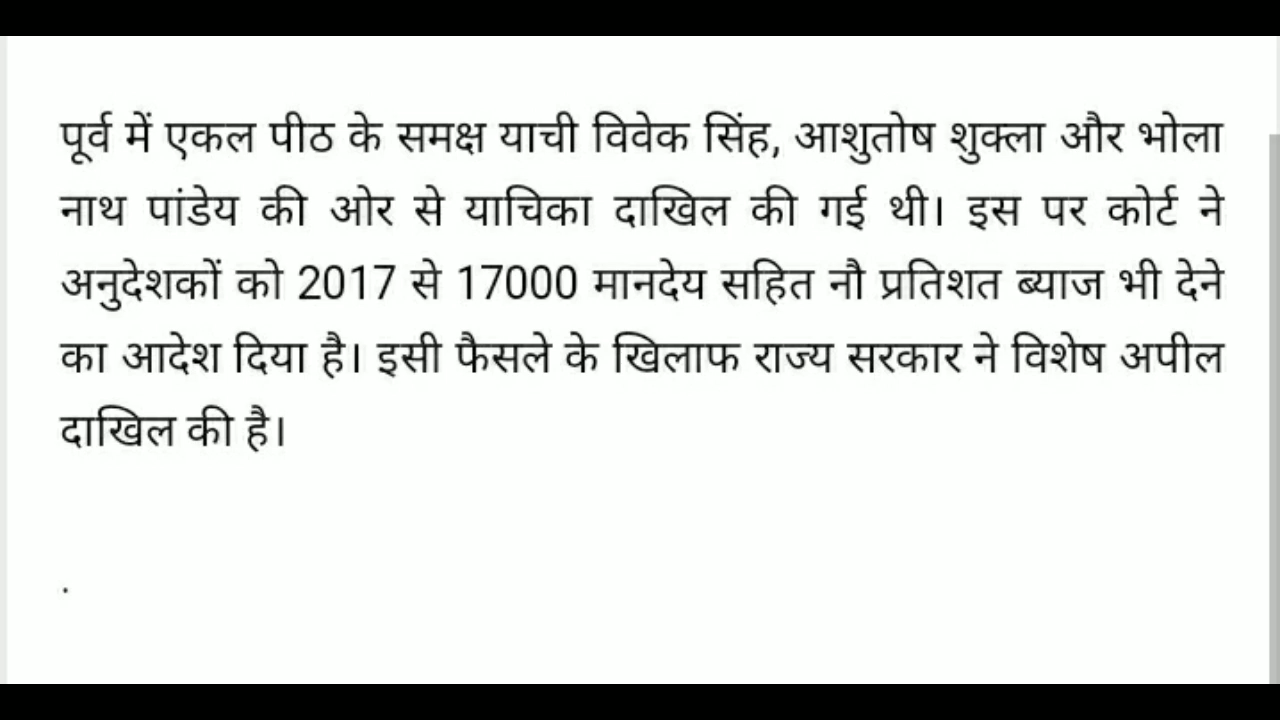 पूर्व में एकल पीठ के समक्ष याची विवेक सिंह, आशुतोष शुक्ला और भोला
नाथ पांडेय की ओर से याचिका दाखिल की गई थी। इस पर कोर्ट ने
अनुदेशकों को 2017 से 17000 मानदेय सहित नौ प्रतिशत ब्याज भी देने
का आदेश दिया है। इसी फैसले के खिलाफ राज्य सरकार ने विशेष अपील
दाखिल की है।
.